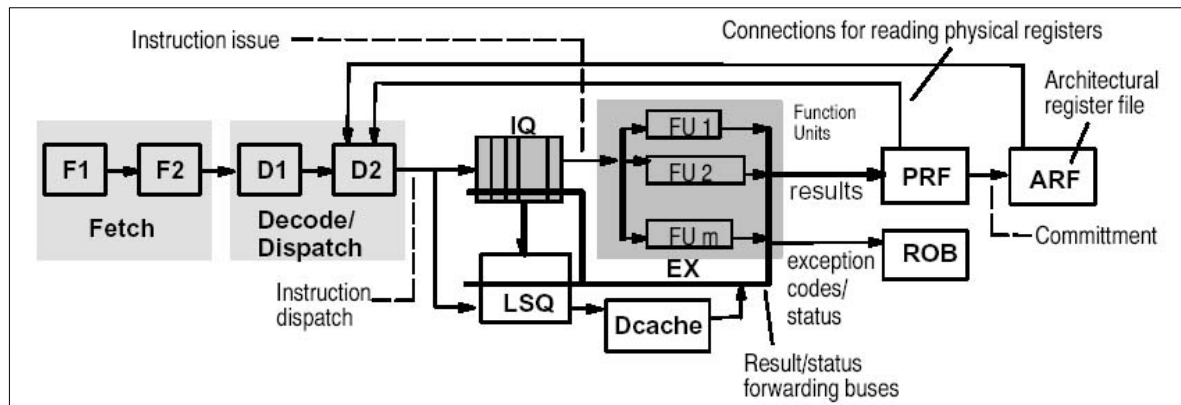 Instruction issue
Connections for reading
physical registers
Architectural
register file
IQ
FU 1
Function
Units
F1
F2
D1
D2
FU 2
PRF
ARF
results
Fetch
Decode/
Dispatch
FU m
EX
ROB
Committment
Instruction
dispatch
LSQ
Dcache
exception
codes/
status
Result/status
forwarding buses